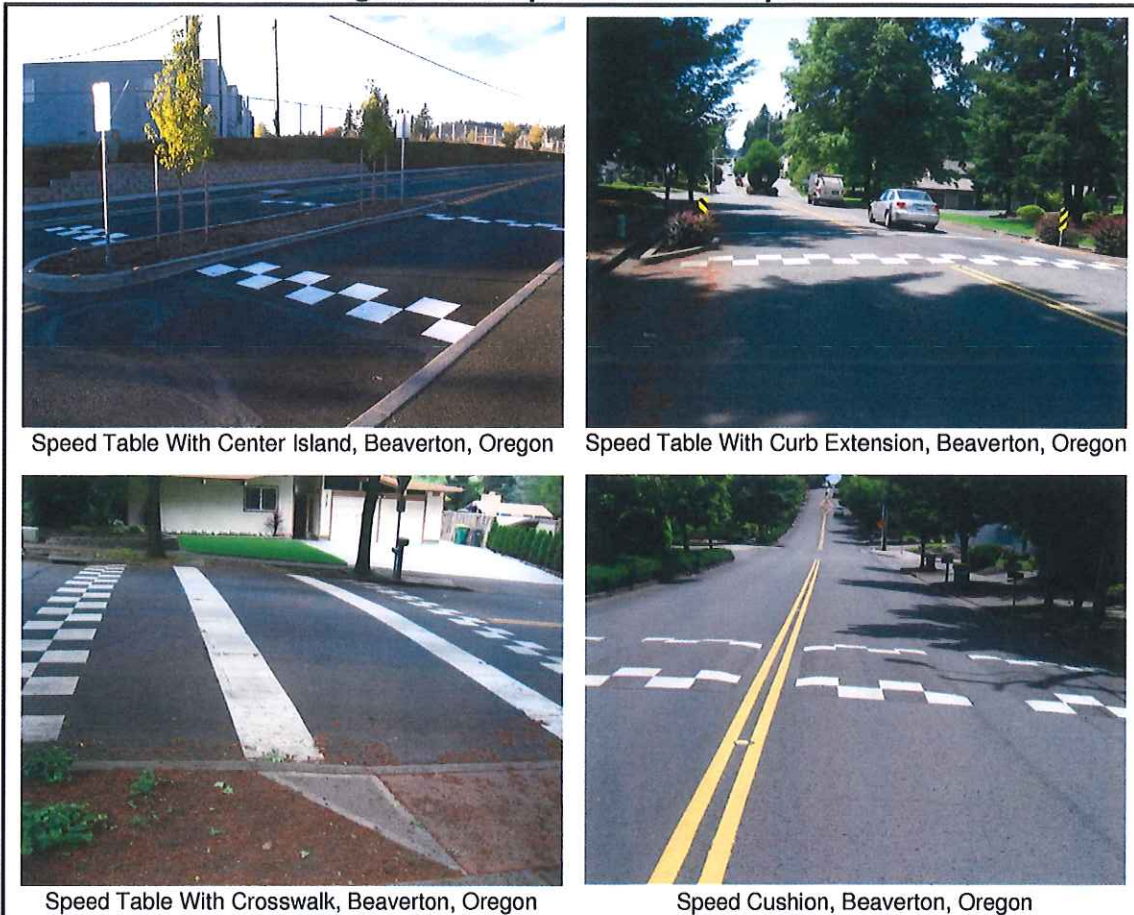 Speed Table With Center Island, Beaverton, Oregon
Speed Table With Curb Extension, Beaverton, Oregon
Speed Table With Crosswalk, Beaverton, Oregon
Speed Cushion, Beaverton, Oregon